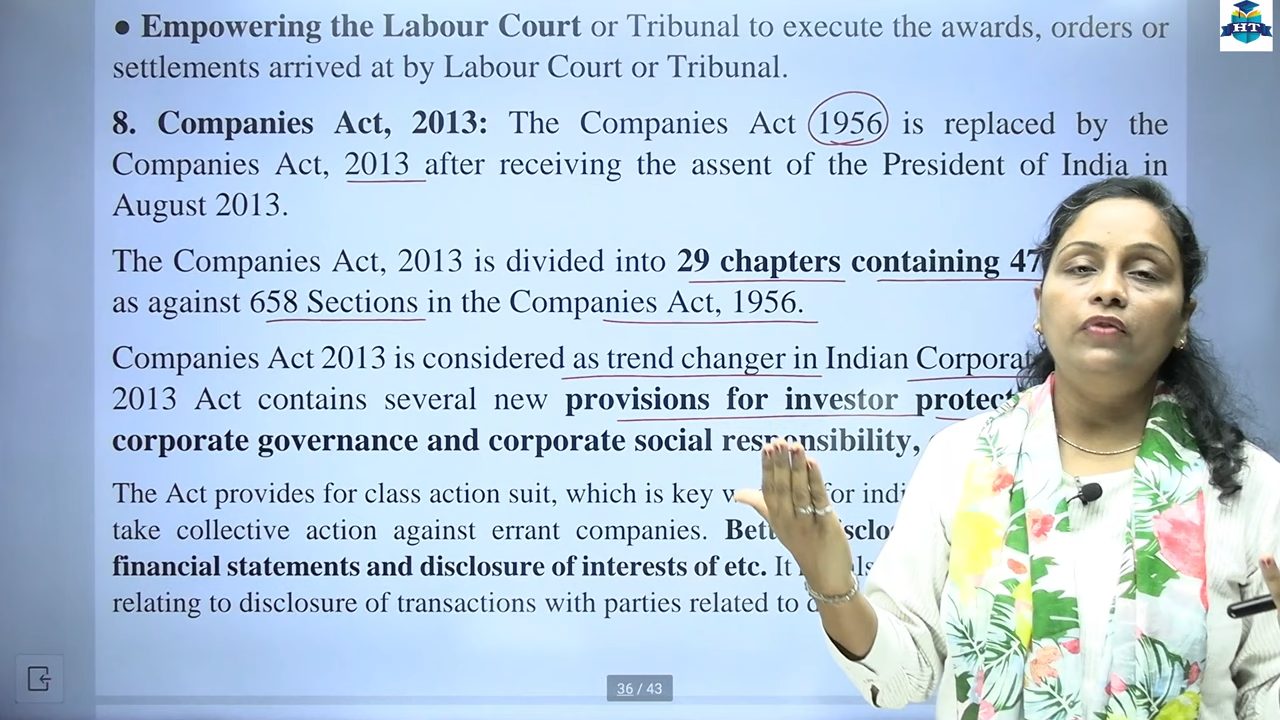 ● Empowering the Labour Court or Tribunal to execute the awards, orders or
settlements arrived at by Labour Court or Tribunal.
8. Companies Act, 2013: The Companies Act 1956 is replaced by the
Companies Act, 2013 after receiving the assent of the President of India in
August 2013.
The Companies Act, 2013 is divided into 29 chapters containing
as against 658 Sections in the Companies Act, 1956.
Companies Act 2013 is considered as trend changer in Indian
2013 Act contains several new provisions for investor
corporate governance and corporate social responsibility,
The Act provides for class action suit, which is key for
take collective action against errant companies.
financial statements and disclosure of interests of etc. It
relating to disclosure of transactions with parties related to
36 / 43
HT